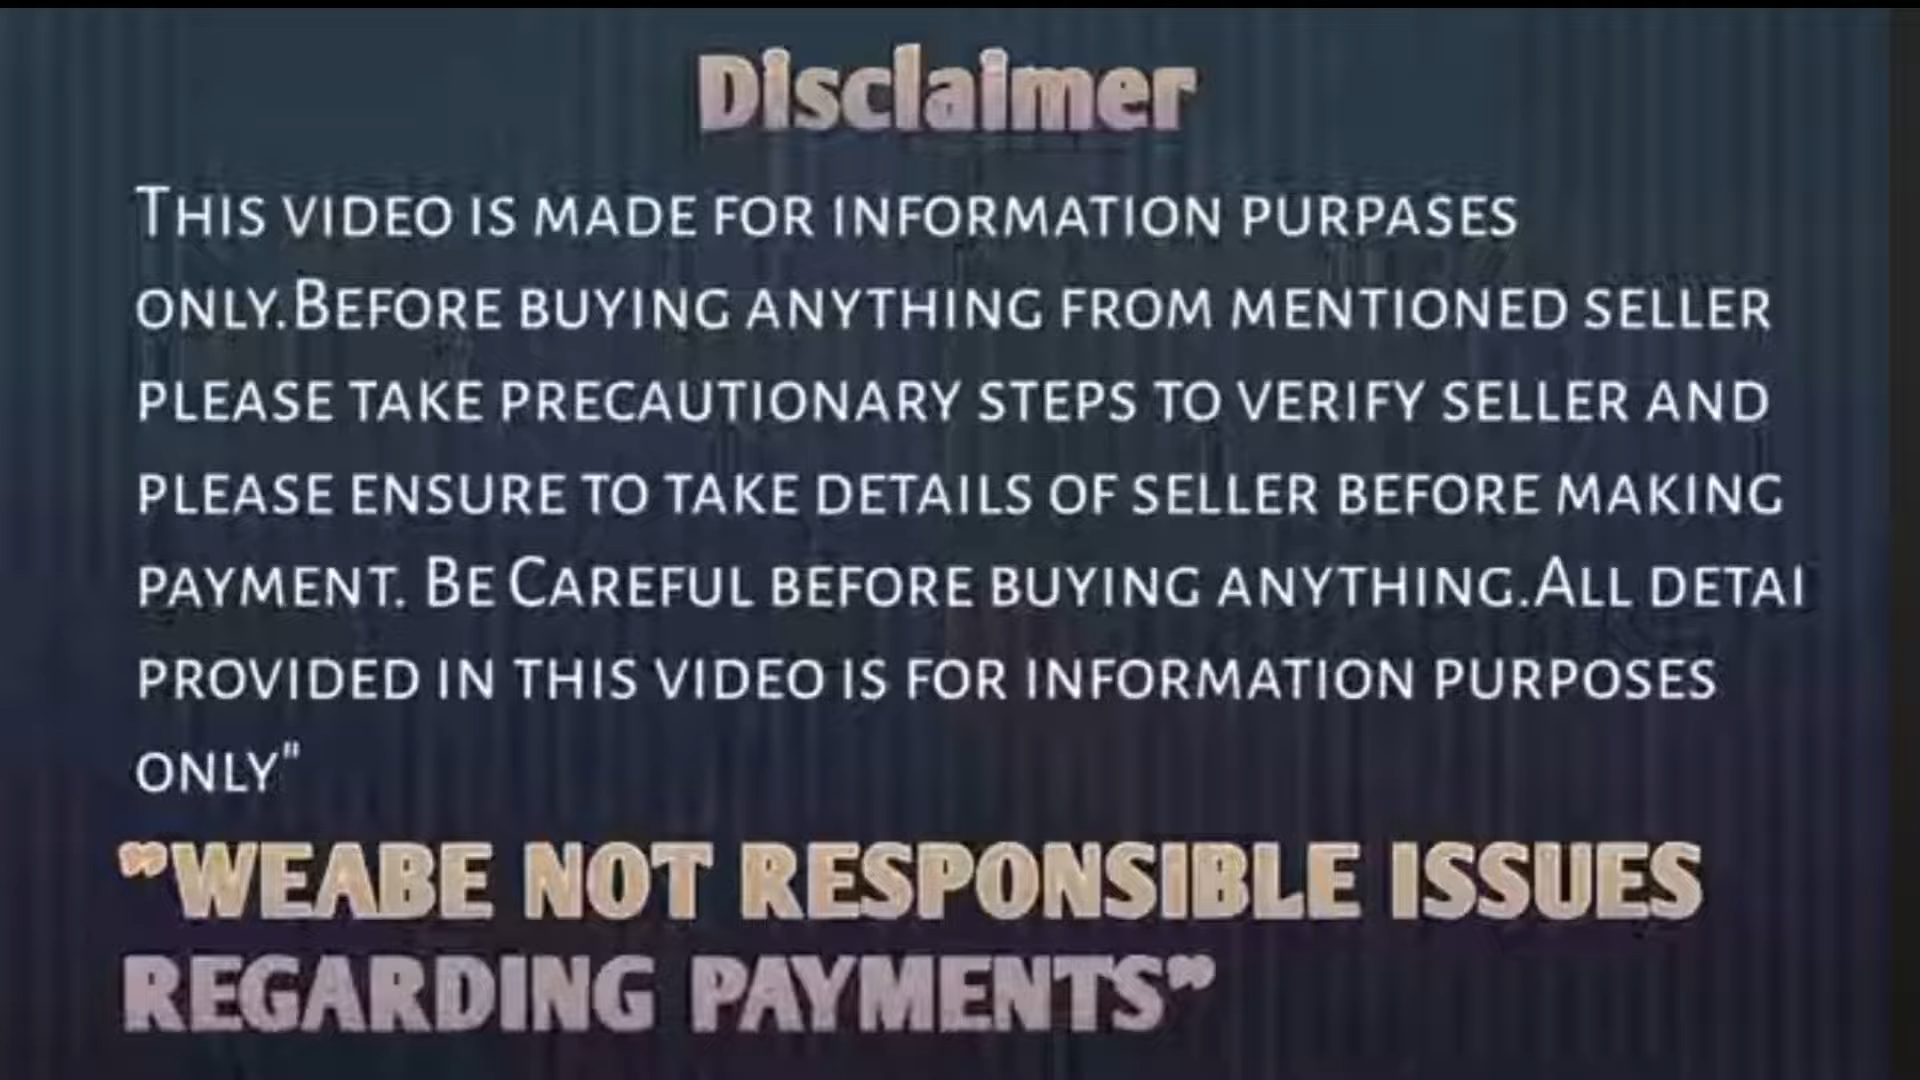 Disclaimer
THIS VIDEO IS MADE FOR INFORMATION PURPASES
ONLY.BEFORE BUYING ANYTHING FROM MENTIONED SELLER
PLEASE TAKE PRECAUTIONARY STEPS TO VERIFY SELLER AND
PLEASE ENSURE TO TAKE DETAILS OF SELLER BEFORE MAKING
PAYMENT. BE CAREFUL BEFORE BUYING ANYTHING.ALL DETAI
PROVIDED IN THIS VIDEO IS FOR INFORMATION PURPOSES
ONLY"
"WEABE NOT RESPONSIBLE ISSUES
REGARDING PAYMENTS"